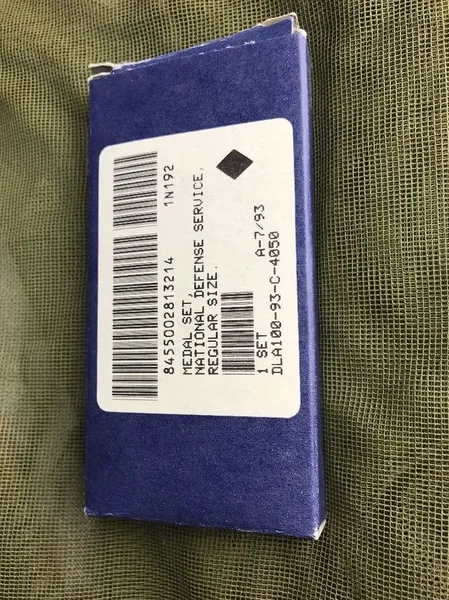 8455002813214 1N192
MEDAL SET,
NATIONAL DEFENSE SERVICE,
REGULAR SIZE.
1 SET A-7/93
DLA100-93-C-4050